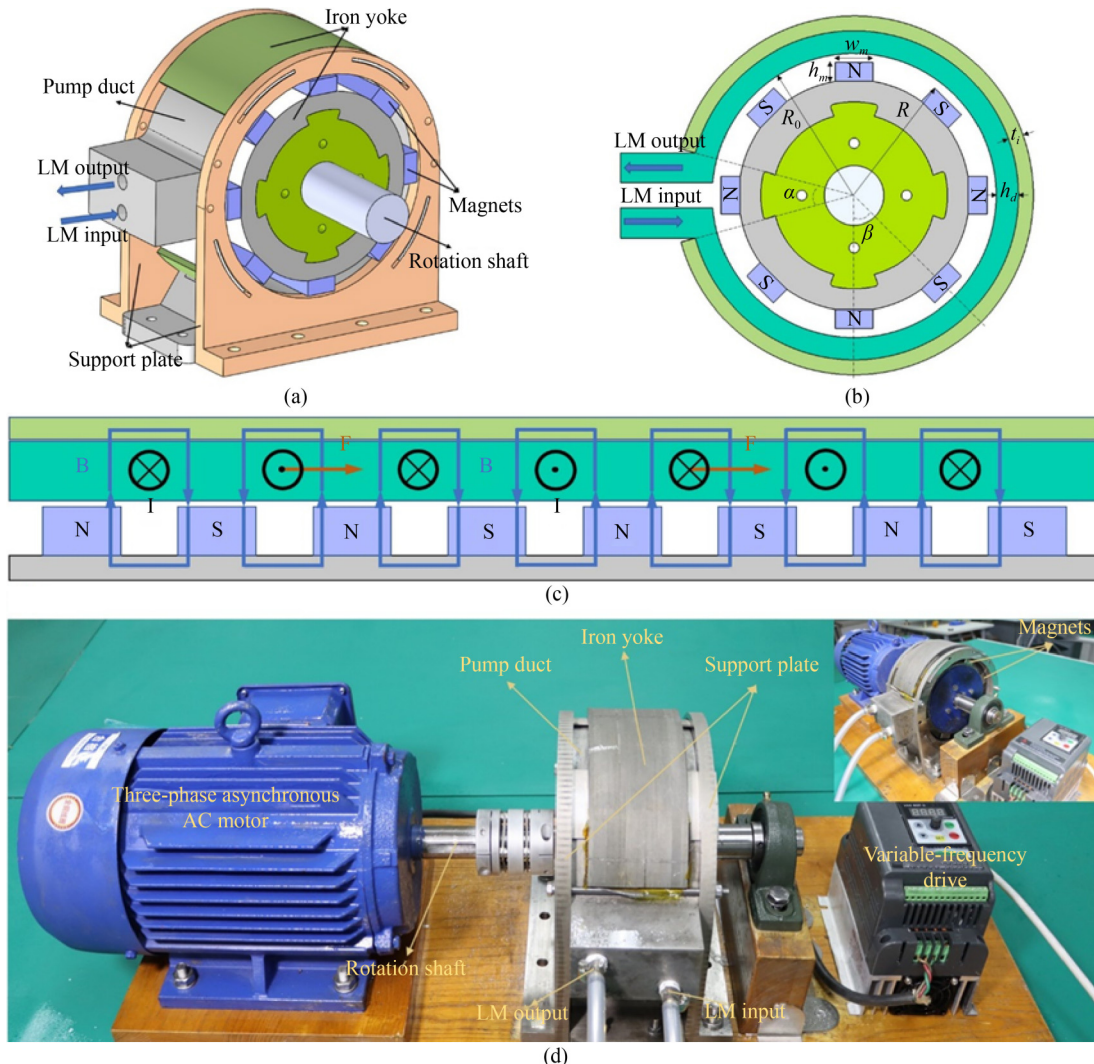 Iron yoke
Pump duct
LM output
LM input
Magnets
Rotation shaft
Support plate
(a)
w_m
h_m
N
S
S
R_0
R
t_i
LM output
LM input
α
N
N
h_d
β
S
S
N
(b)
B
F
B
F
I
I
N
S
N
S
N
S
N
S
(c)
Magnets
Iron yoke
Pump duct
Support plate
Three-phase asynchronous
AC motor
Variable-frequency
drive
Rotation shaft
LM output
LM input
(d)